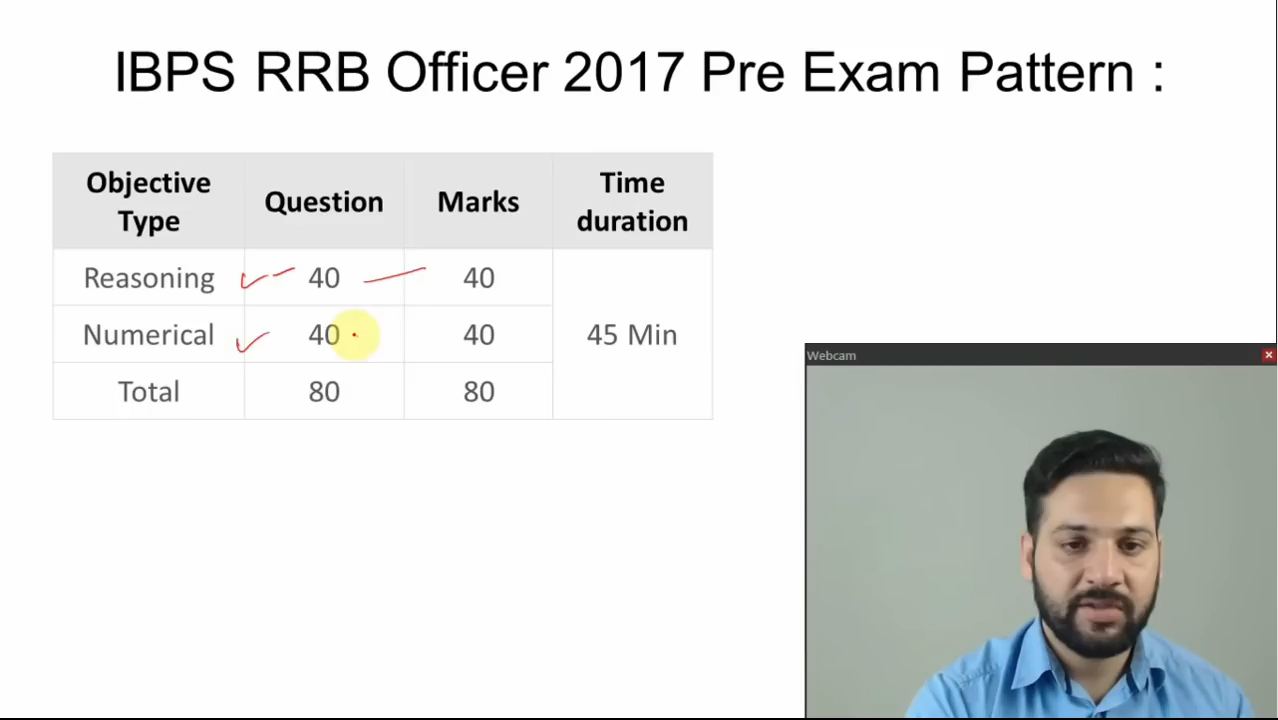 IBPS RRB Officer 2017 Pre Exam Pattern :
Objective Type Question Marks Time duration
Reasoning 40 40
Numerical 40 40 45 Min
Total 80 80
Webcam